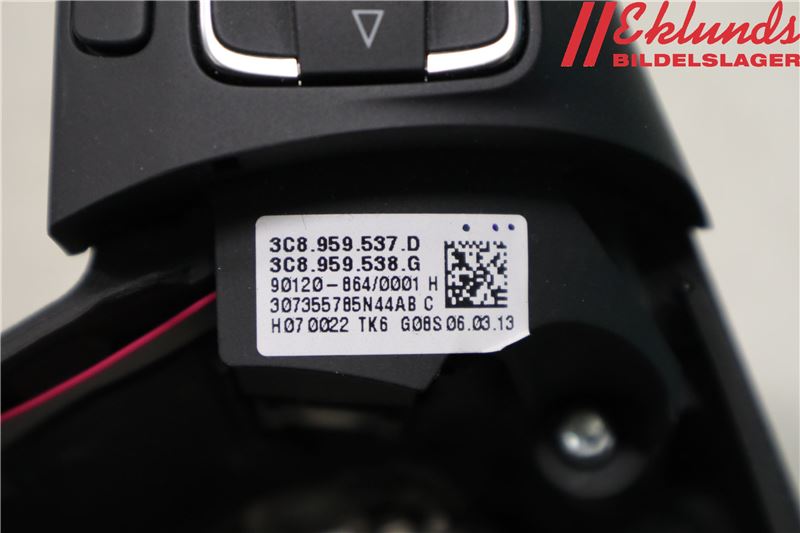 Eklunds
BILDELSLAGER
3C8.959.537.D
3C8.959.538.G
90120-864/0001 H
307355785N44AB C
H07 0022 TK6 G08S 06.03.13